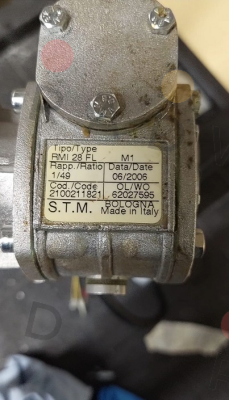 Tipo/Type
RMI 28 FL M1
Rapp./Ratio Data/Date
1/49 06/2006
Cod./Code OL/WO
2100211821 62027595
S.T.M. BOLOGNA
Made in Italy